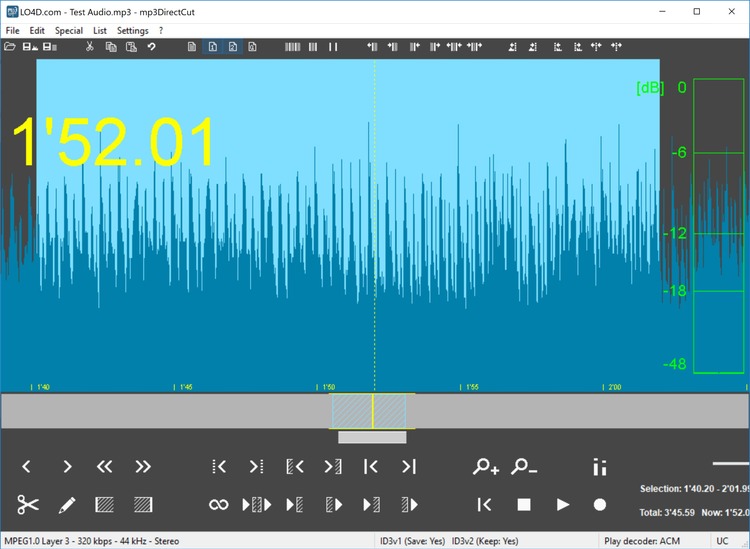 LO4D.com - Test Audio.mp3 - mp3DirectCut
File Edit Special List Settings ?
1'52.01
[dB] 0
-6
-12
-18
-48
1'40 1'45 1'50 1'55 2'00
Selection: 1'40.20 - 2'01.99
Total: 3'45.59 Now: 1'52.0
MPEG1.0 Layer 3 - 320 kbps - 44 kHz - Stereo ID3v1 (Save: Yes) ID3v2 (Keep: Yes) Play decoder: ACM UC